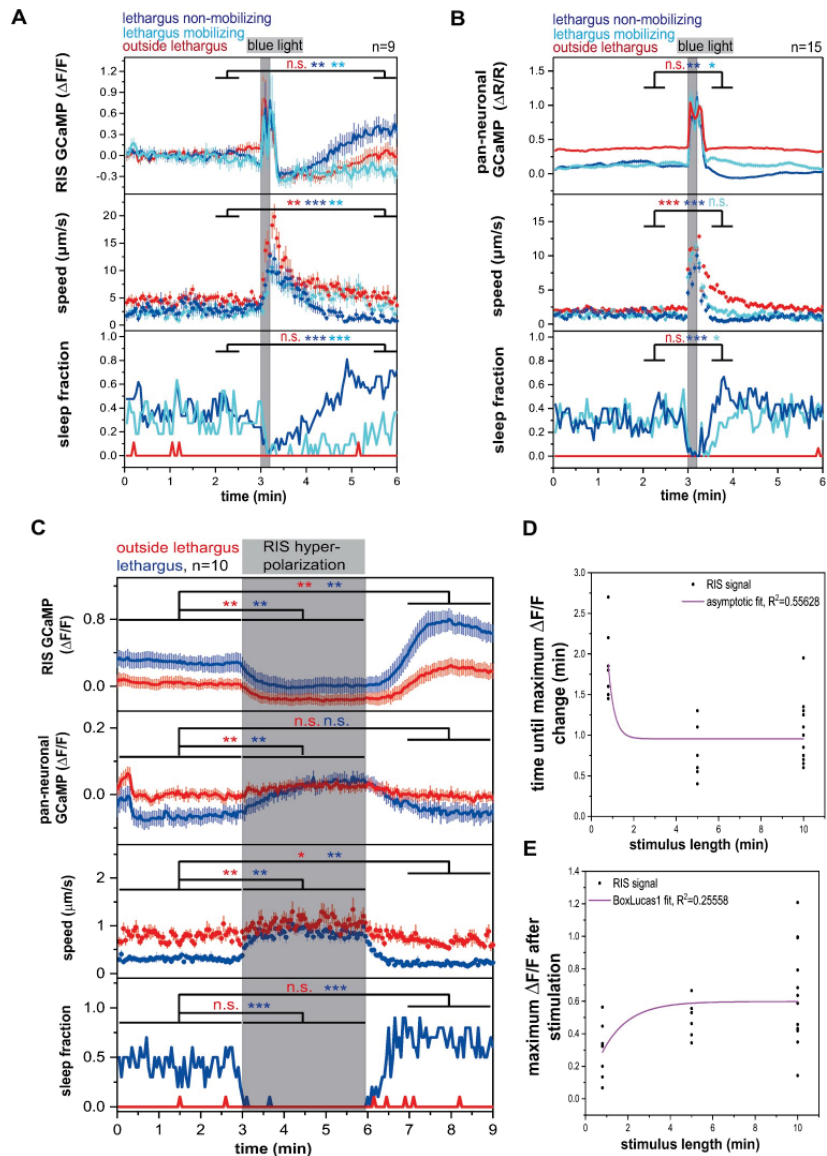 A
lethargus non-mobilizing
lethargus mobilizing
outside lethargus
blue light
n=9
n.s. ** **
RIS GCaMP (ΔF/F)
1.2
0.9
0.6
0.3
0.0
-0.3
** *** **
speed (µm/s)
20
15
10
5
0
n.s. *** ***
sleep fraction
1.0
0.8
0.6
0.4
0.2
0.0
0 1 2 3 4 5 6
time (min)
B
lethargus non-mobilizing
lethargus mobilizing
outside lethargus
blue light
n=15
n.s. ** *
pan-neuronal
GCaMP (ΔR/R)
1.5
1.0
0.5
0.0
*** *** n.s.
speed (µm/s)
20
15
10
5
0
n.s. *** *
sleep fraction
1.0
0.8
0.6
0.4
0.2
0.0
0 1 2 3 4 5 6
time (min)
C
outside lethargus
lethargus, n=10
RIS hyper-
polarization
** **
** **
RIS GCaMP
(ΔF/F)
0.8
0.0
n.s. n.s.
** **
pan-neuronal
GCaMP (ΔF/F)
0.2
0.0
* **
** **
speed (µm/s)
2
1
0
n.s. ***
n.s. ***
sleep fraction
1.0
0.5
0.0
0 1 2 3 4 5 6 7 8 9
time (min)
D
RIS signal
asymptotic fit, R²=0.55628
time until maximum ΔF/F
change (min)
3.0
2.5
2.0
1.5
1.0
0.5
0.0
0 2 4 6 8 10
stimulus length (min)
E
RIS signal
BoxLucas1 fit, R²=0.25558
maximum ΔF/F after
stimulation
1.4
1.2
1.0
0.8
0.6
0.4
0.2
0.0
0 2 4 6 8 10
stimulus length (min)